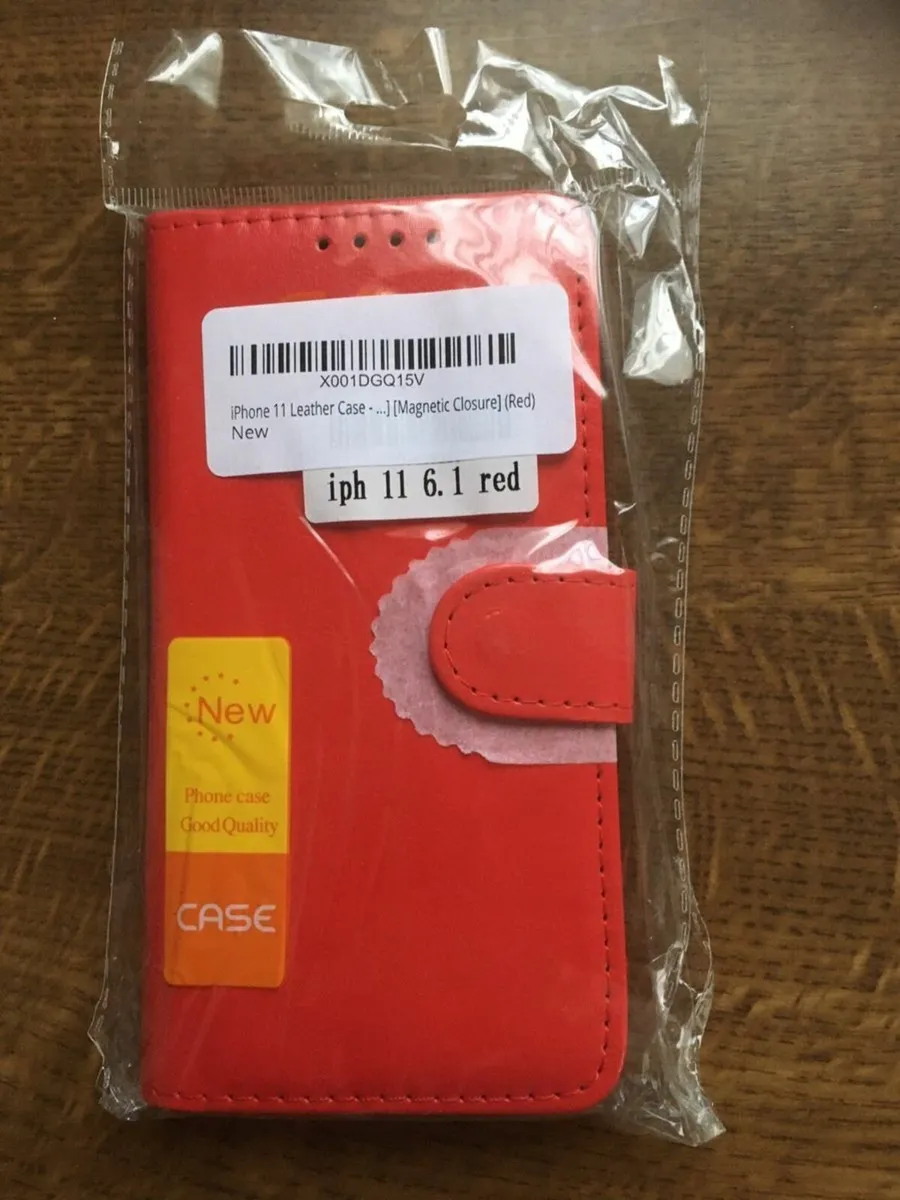 X001DGQ15V
iPhone 11 Leather Case - ...] [Magnetic Closure] (Red)
New
iph 11 6.1 red
New
Phone case
Good Quality
CASE